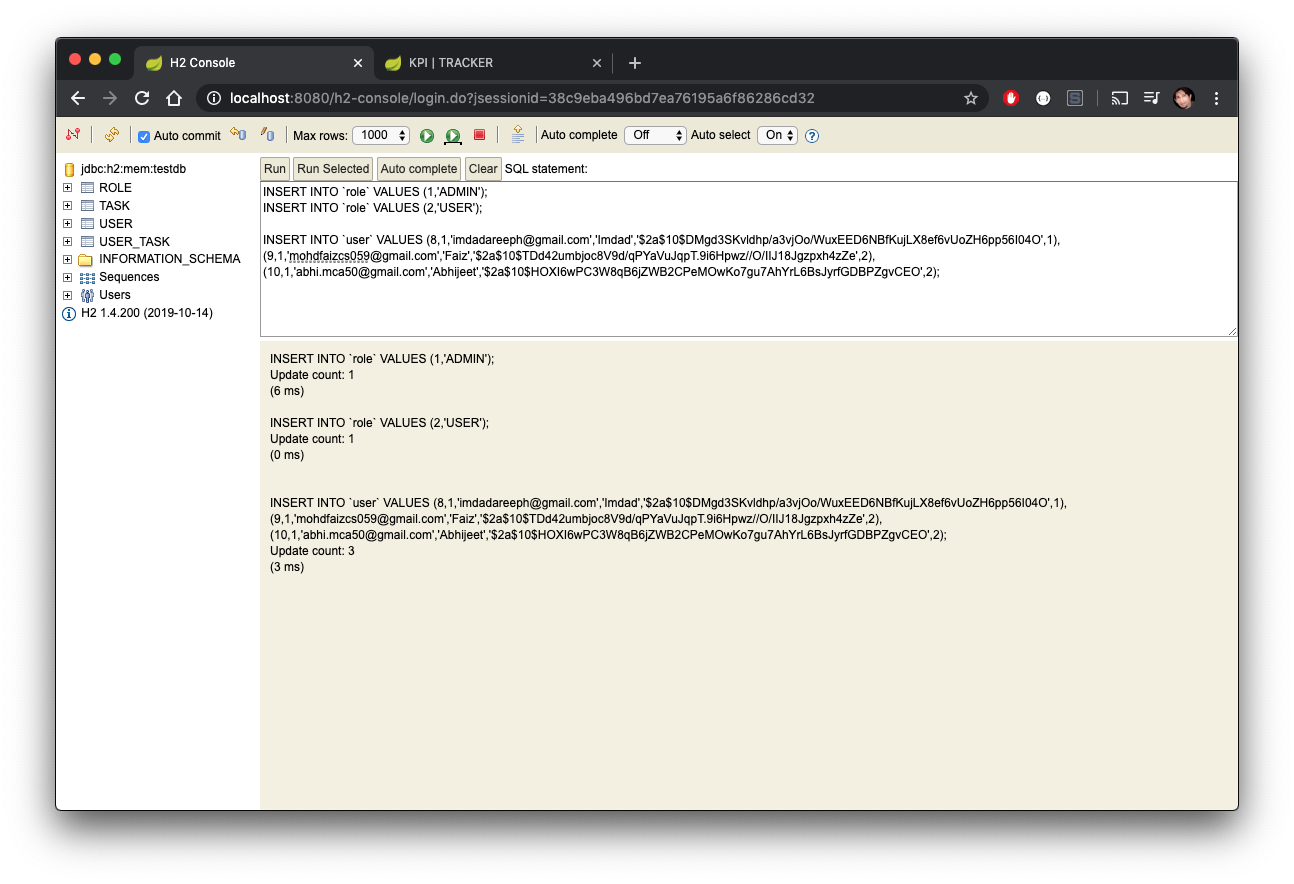 H2 Console
KPI | TRACKER
localhost:8080/h2-console/login.do?jsessionid=38c9eba496bd7ea76195a6f86286cd32
Auto commit
Max rows: 1000
Auto complete Off
Auto select On
jdbc:h2:mem:testdb
ROLE
TASK
USER
USER_TASK
INFORMATION_SCHEMA
Sequences
Users
H2 1.4.200 (2019-10-14)
Run
Run Selected
Auto complete
Clear
SQL statement:
INSERT INTO `role` VALUES (1,'ADMIN');
INSERT INTO `role` VALUES (2,'USER');
INSERT INTO `user` VALUES (8,1,'imdadareeph@gmail.com','Imdad','$2a$10$DMgd3SKvldhp/a3vjOo/WuxEED6NBfKujLX8ef6vUoZH6pp56I04O',1),
(9,1,'mohdfaizcs059@gmail.com','Faiz','$2a$10$TDd42umbjoc8V9d/qPYaVuJqpT.9i6Hpwz//O/IIJ18Jgzpxh4zZe',2),
(10,1,'abhi.mca50@gmail.com','Abhijeet','$2a$10$HOXI6wPC3W8qB6jZWB2CPeMOwKo7gu7AhYrL6BsJyrfGDBPZgvCEO',2);
INSERT INTO `role` VALUES (1,'ADMIN');
Update count: 1
(6 ms)
INSERT INTO `role` VALUES (2,'USER');
Update count: 1
(0 ms)
INSERT INTO `user` VALUES (8,1,'imdadareeph@gmail.com','Imdad','$2a$10$DMgd3SKvldhp/a3vjOo/WuxEED6NBfKujLX8ef6vUoZH6pp56I04O',1),
(9,1,'mohdfaizcs059@gmail.com','Faiz','$2a$10$TDd42umbjoc8V9d/qPYaVuJqpT.9i6Hpwz//O/IIJ18Jgzpxh4zZe',2),
(10,1,'abhi.mca50@gmail.com','Abhijeet','$2a$10$HOXI6wPC3W8qB6jZWB2CPeMOwKo7gu7AhYrL6BsJyrfGDBPZgvCEO',2);
Update count: 3
(3 ms)